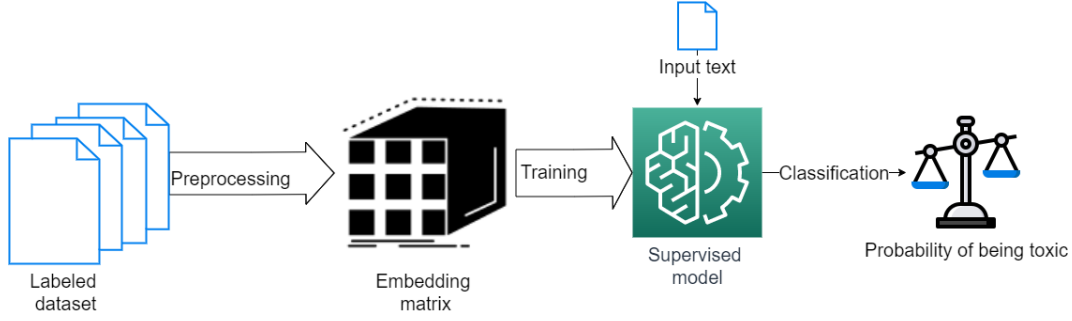 Input text
Preprocessing
Training
Classification
Labeled
dataset
Embedding
matrix
Supervised
model
Probability of being toxic